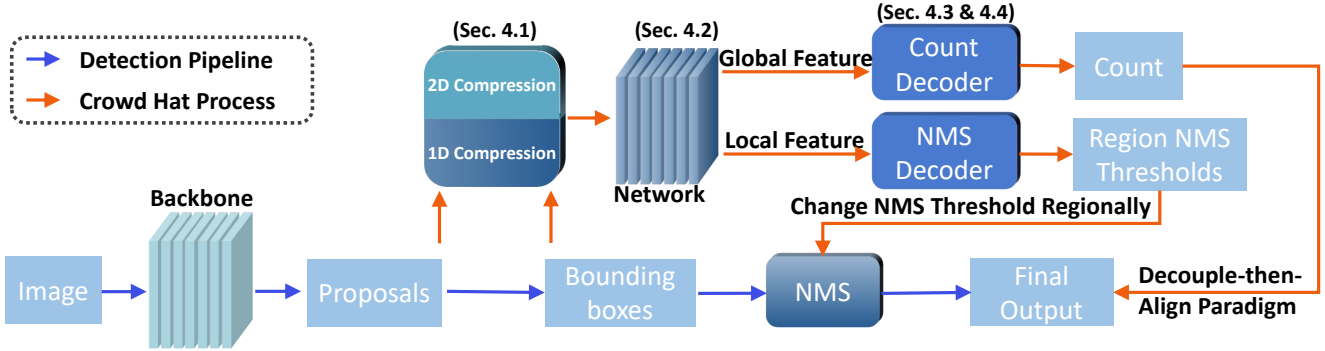 (Sec. 4.1)
(Sec. 4.2)
(Sec. 4.3 & 4.4)
Detection Pipeline
Crowd Hat Process
2D Compression
1D Compression
Network
Global Feature
Count
Decoder
Count
Local Feature
NMS
Decoder
Region NMS
Thresholds
Change NMS Threshold Regionally
Backbone
Image
Proposals
Bounding
boxes
NMS
Final
Output
Decouple-then-
Align Paradigm